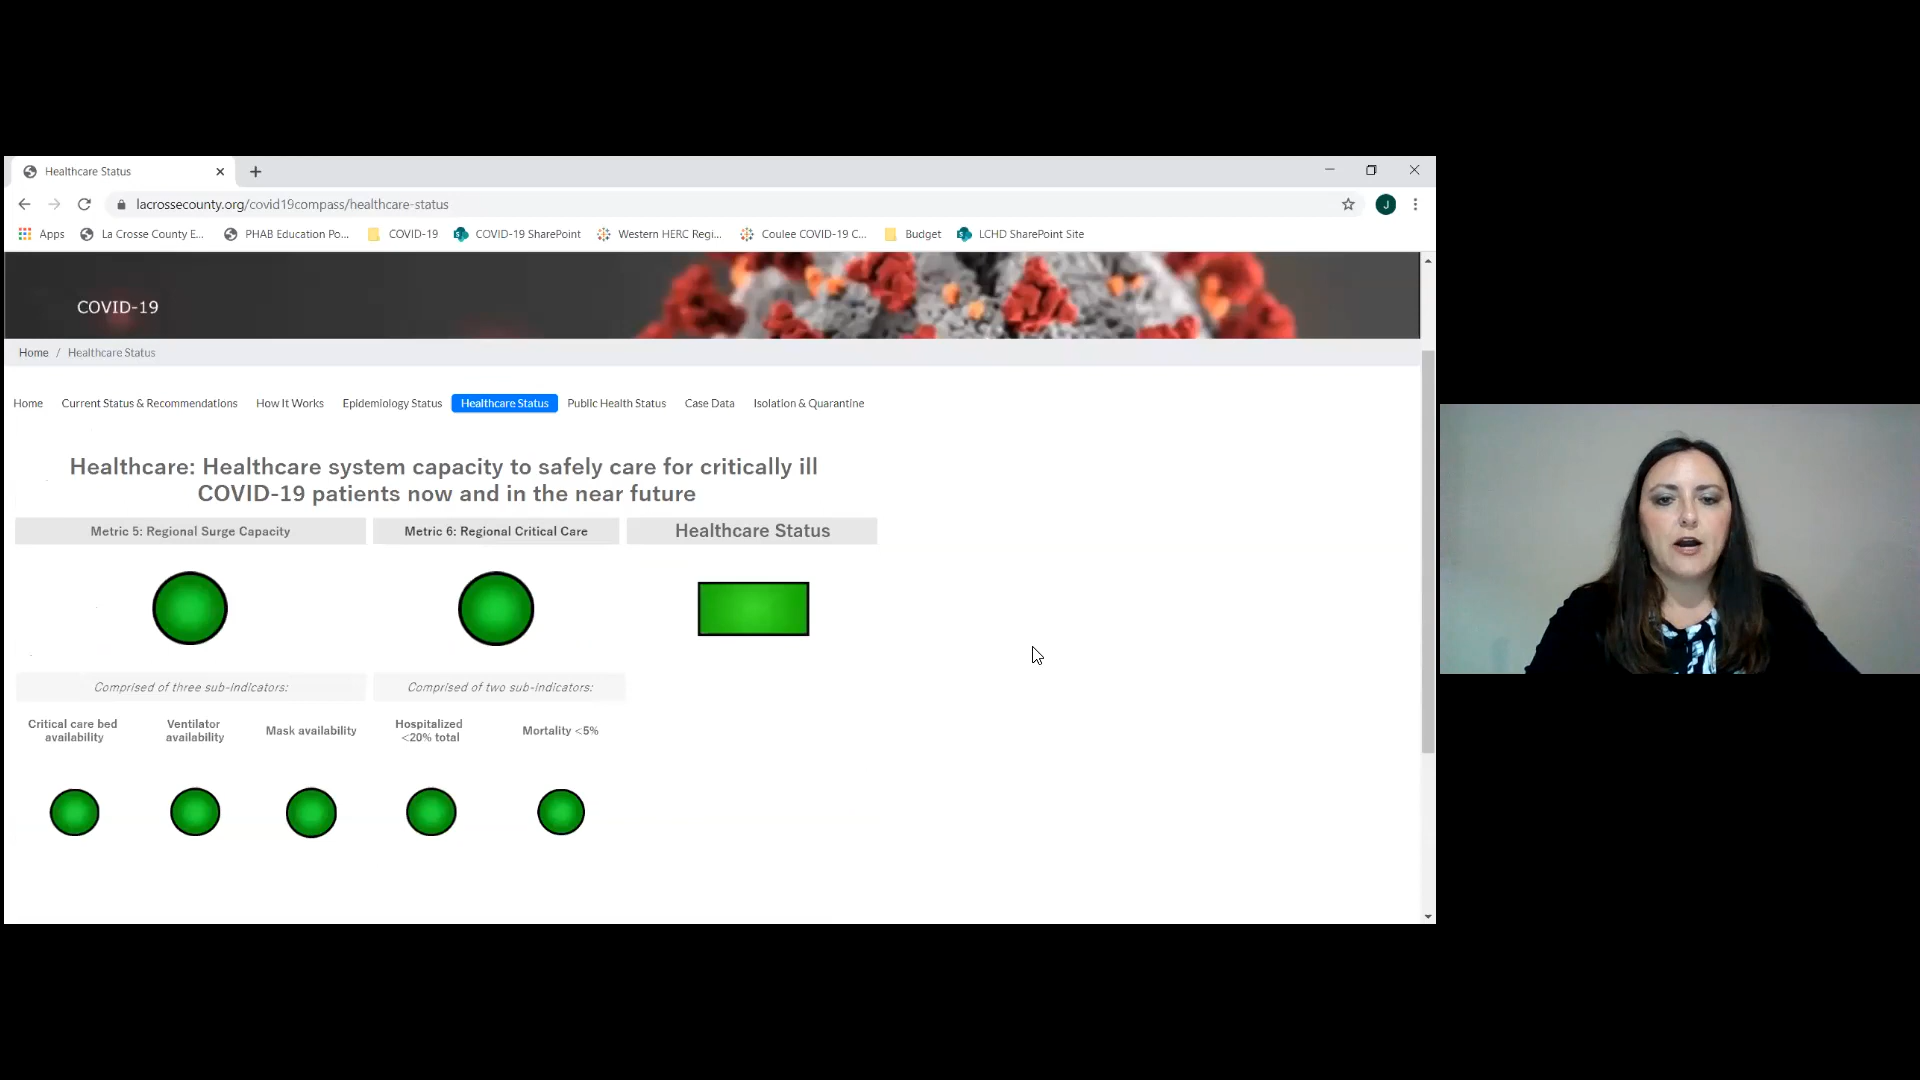 Healthcare Status
lacrossecounty.org/covid19compass/healthcare-status
J
Apps La Crosse County E... PHAB Education Po... COVID-19 COVID-19 SharePoint Western HERC Regi... Coulee COVID-19 C... Budget LCHD SharePoint Site
COVID-19
Home / Healthcare Status
Home Current Status & Recommendations How It Works Epidemiology Status Healthcare Status Public Health Status Case Data Isolation & Quarantine
Healthcare: Healthcare system capacity to safely care for critically ill
COVID-19 patients now and in the near future
Metric 5: Regional Surge Capacity Metric 6: Regional Critical Care Healthcare Status
Comprised of three sub-indicators: Comprised of two sub-indicators:
Critical care bed
availability
Ventilator
availability
Mask availability
Hospitalized
<20% total
Mortality <5%